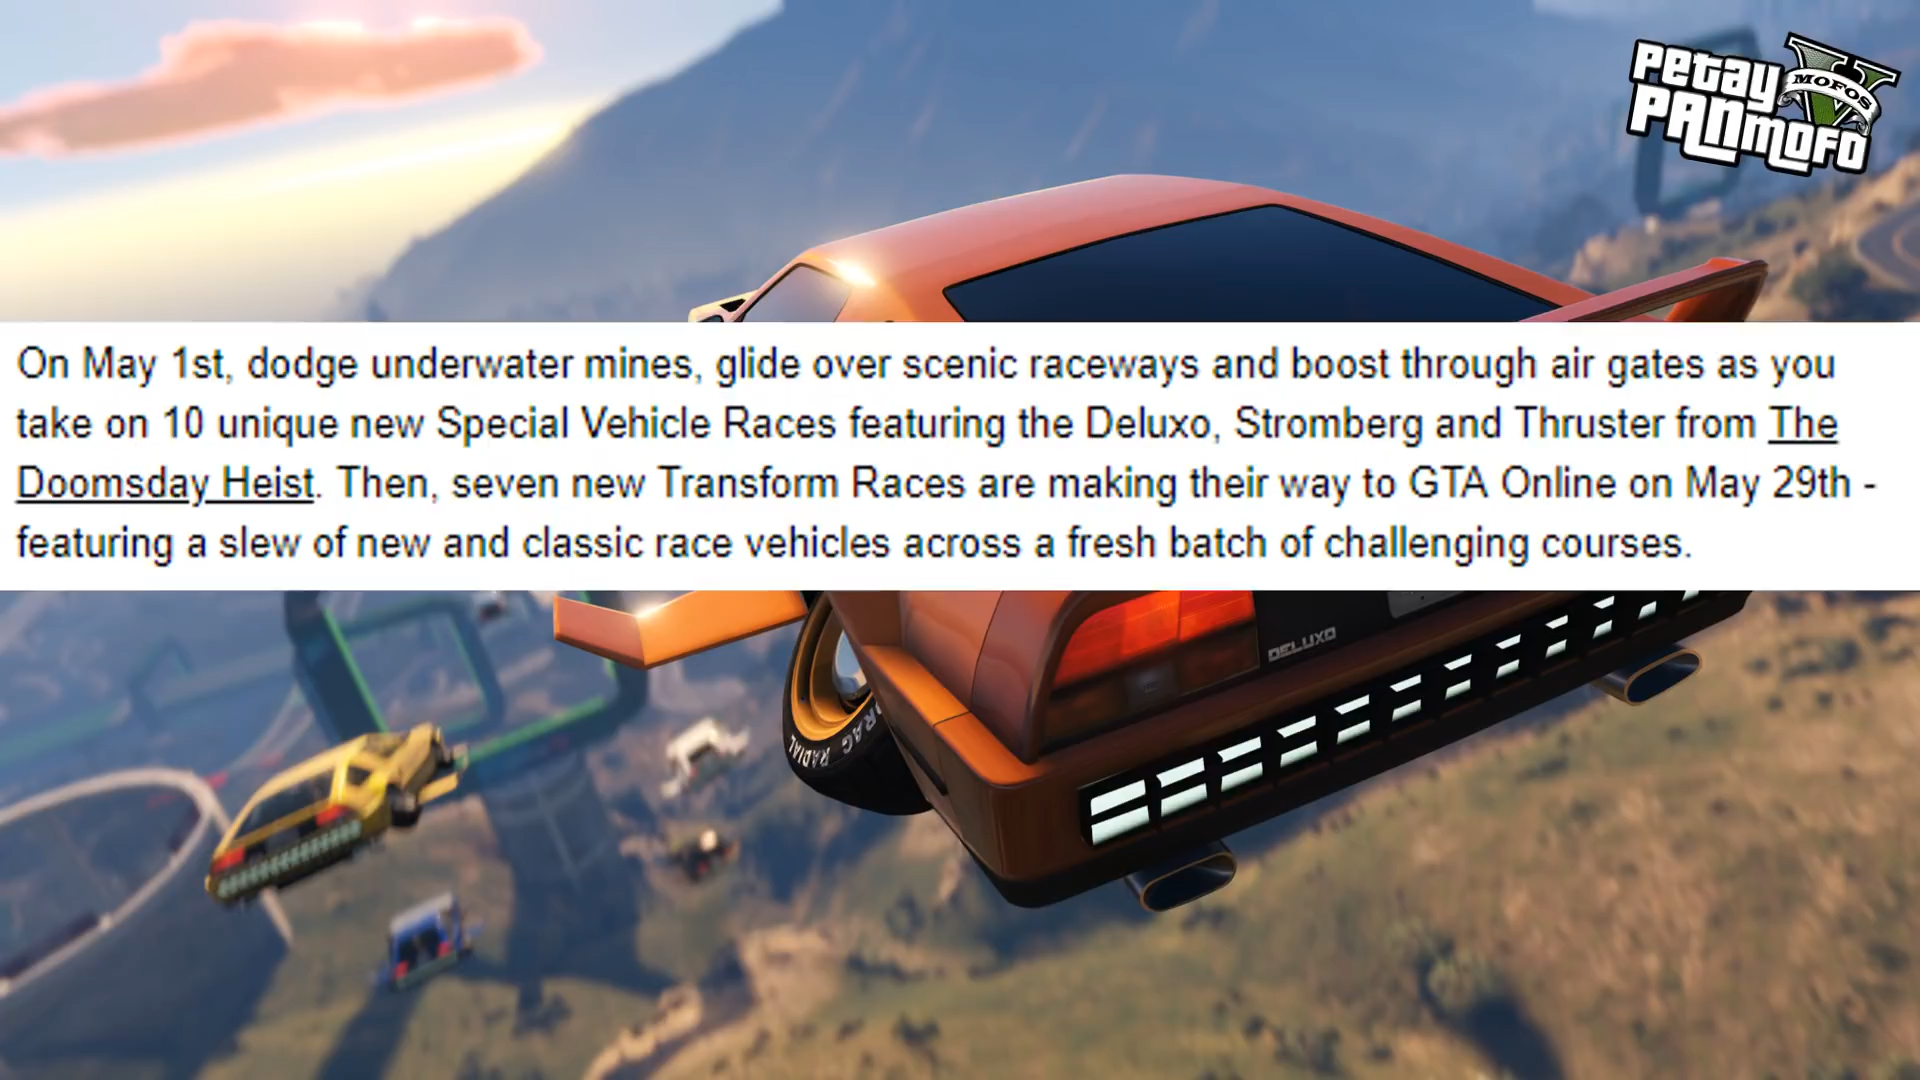 Petay
MOFOS
PANMOFO
On May 1st, dodge underwater mines, glide over scenic raceways and boost through air gates as you
take on 10 unique new Special Vehicle Races featuring the Deluxo, Stromberg and Thruster from The
Doomsday Heist. Then, seven new Transform Races are making their way to GTA Online on May 29th -
featuring a slew of new and classic race vehicles across a fresh batch of challenging courses.
DELUXO
DRAG RADIAL